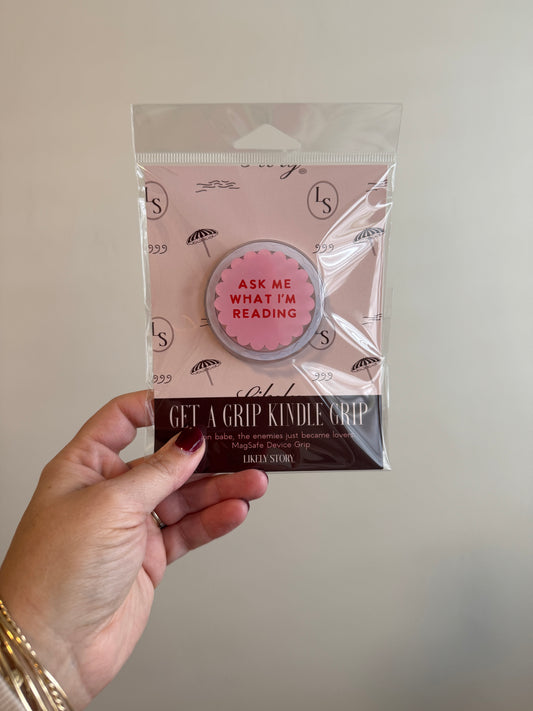 L
S
ASK ME
WHAT I'M
READING
L
S
GET A GRIP KINDLE GRIP
babe, the enemies just became lovers.
MagSafe Device Grip
LIKELY STORY